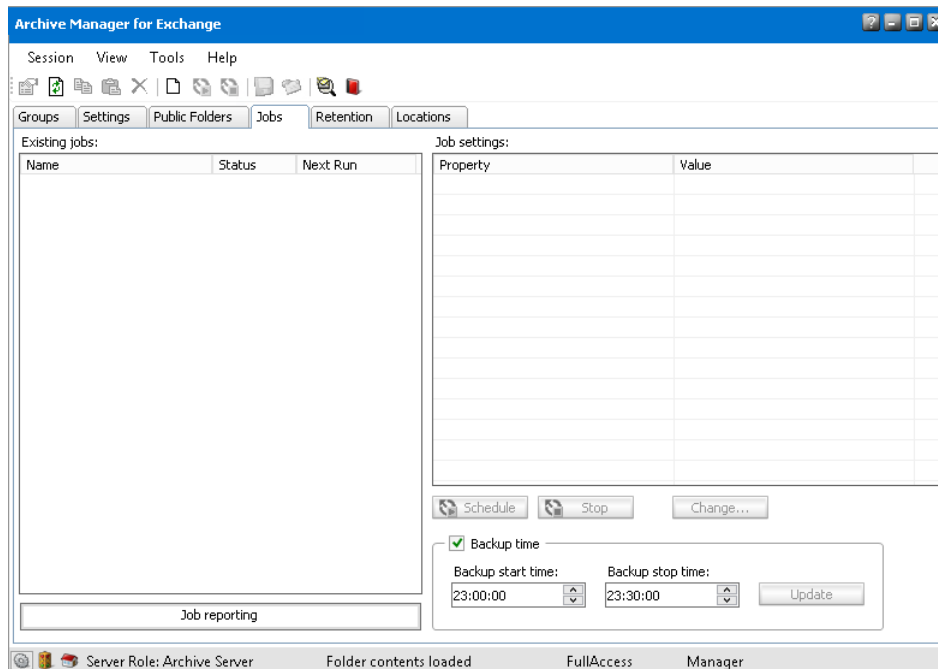 Archive Manager for Exchange
Session View Tools Help
Groups Settings Public Folders Jobs Retention Locations
Existing jobs: Job settings:
Name Status Next Run Property Value
Schedule Stop Change...
Backup time
Backup start time: Backup stop time:
23:00:00 23:30:00 Update
Job reporting
Server Role: Archive Server Folder contents loaded FullAccess Manager